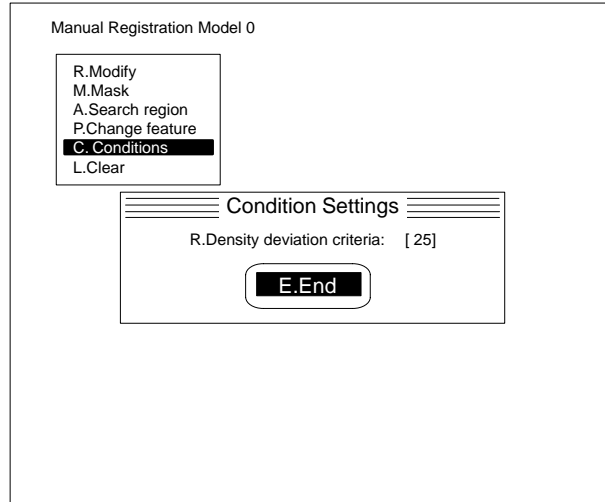 Manual Registration Model 0
R.Modify
M.Mask
A.Search region
P.Change feature
C. Conditions
L.Clear
Condition Settings
R.Density deviation criteria: [ 25]
E.End